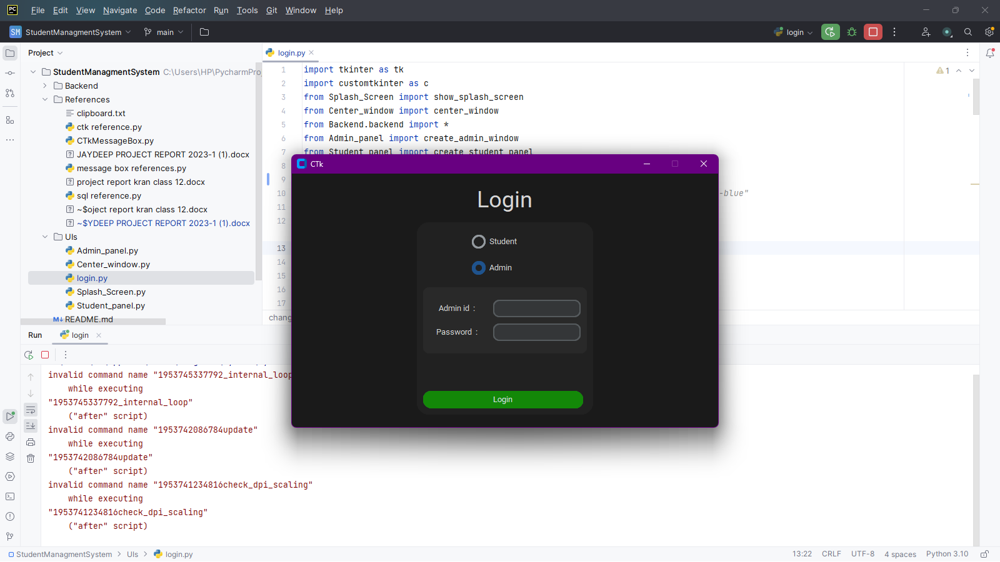 PC File Edit View Navigate Code Refactor Run Tools Git Window Help
SM StudentManagmentSystem main login
Project
login.py
StudentManagmentSystem C:\Users\HP\PycharmPro
Backend
References
clipboard.txt
ctk reference.py
CTkMessageBox.py
JAYDEEP PROJECT REPORT 2023-1 (1).docx
message box references.py
project report kran class 12.docx
sql reference.py
~$oject report kran class 12.docx
~$YDEEP PROJECT REPORT 2023-1 (1).docx
UIs
Admin_panel.py
Center_window.py
login.py
Splash_Screen.py
Student_panel.py
M↓ README.md
1 import tkinter as tk
2 import customtkinter as c
3 from Splash_Screen import show_splash_screen
4 from Center_window import center_window
5 from Backend.backend import *
6 from Admin_panel import create_admin_window
7 from Student_panel import create_student_panel
8
9
10 -blue"
11
12
13
14
15
16
17
1
chang
CTk
Login
Student
Admin
Admin id :
Password :
Login
Run login
invalid command name "1953745337792_internal_loop
while executing
"1953745337792_internal_loop"
("after" script)
invalid command name "1953742086784update"
while executing
"1953742086784update"
("after" script)
invalid command name "1953741234816check_dpi_scaling"
while executing
"1953741234816check_dpi_scaling"
("after" script)
StudentManagmentSystem > UIs > login.py
13:22 CRLF UTF-8 4 spaces Python 3.10